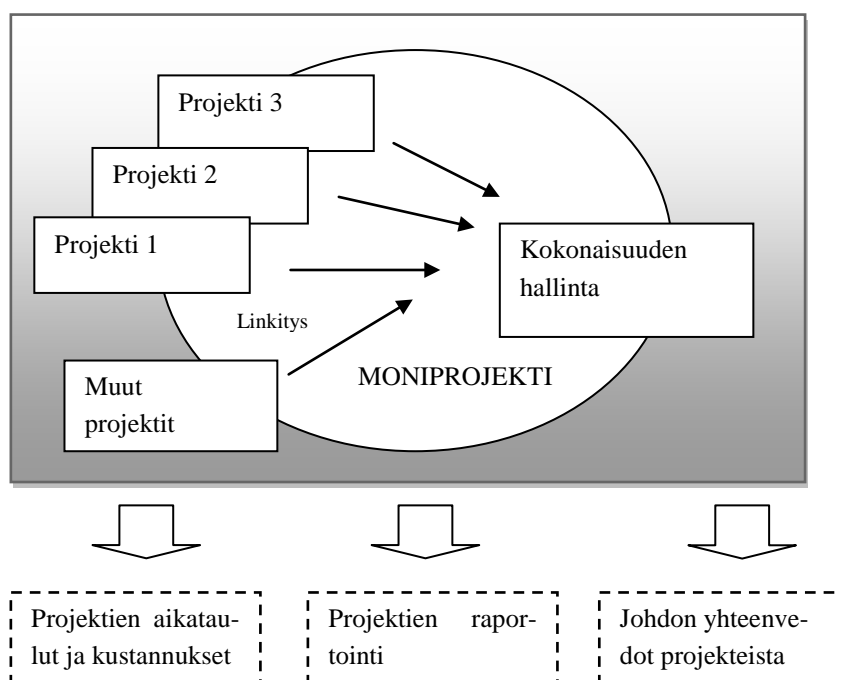 Projekti 3
Projekti 2
Projekti 1
Kokonaisuuden
hallinta
Linkitys
MONIPROJEKTI
Muut
projektit
Projektien aikatau-
lut ja kustannukset
Projektien rapor-
tointi
Johdon yhteenve-
dot projekteista